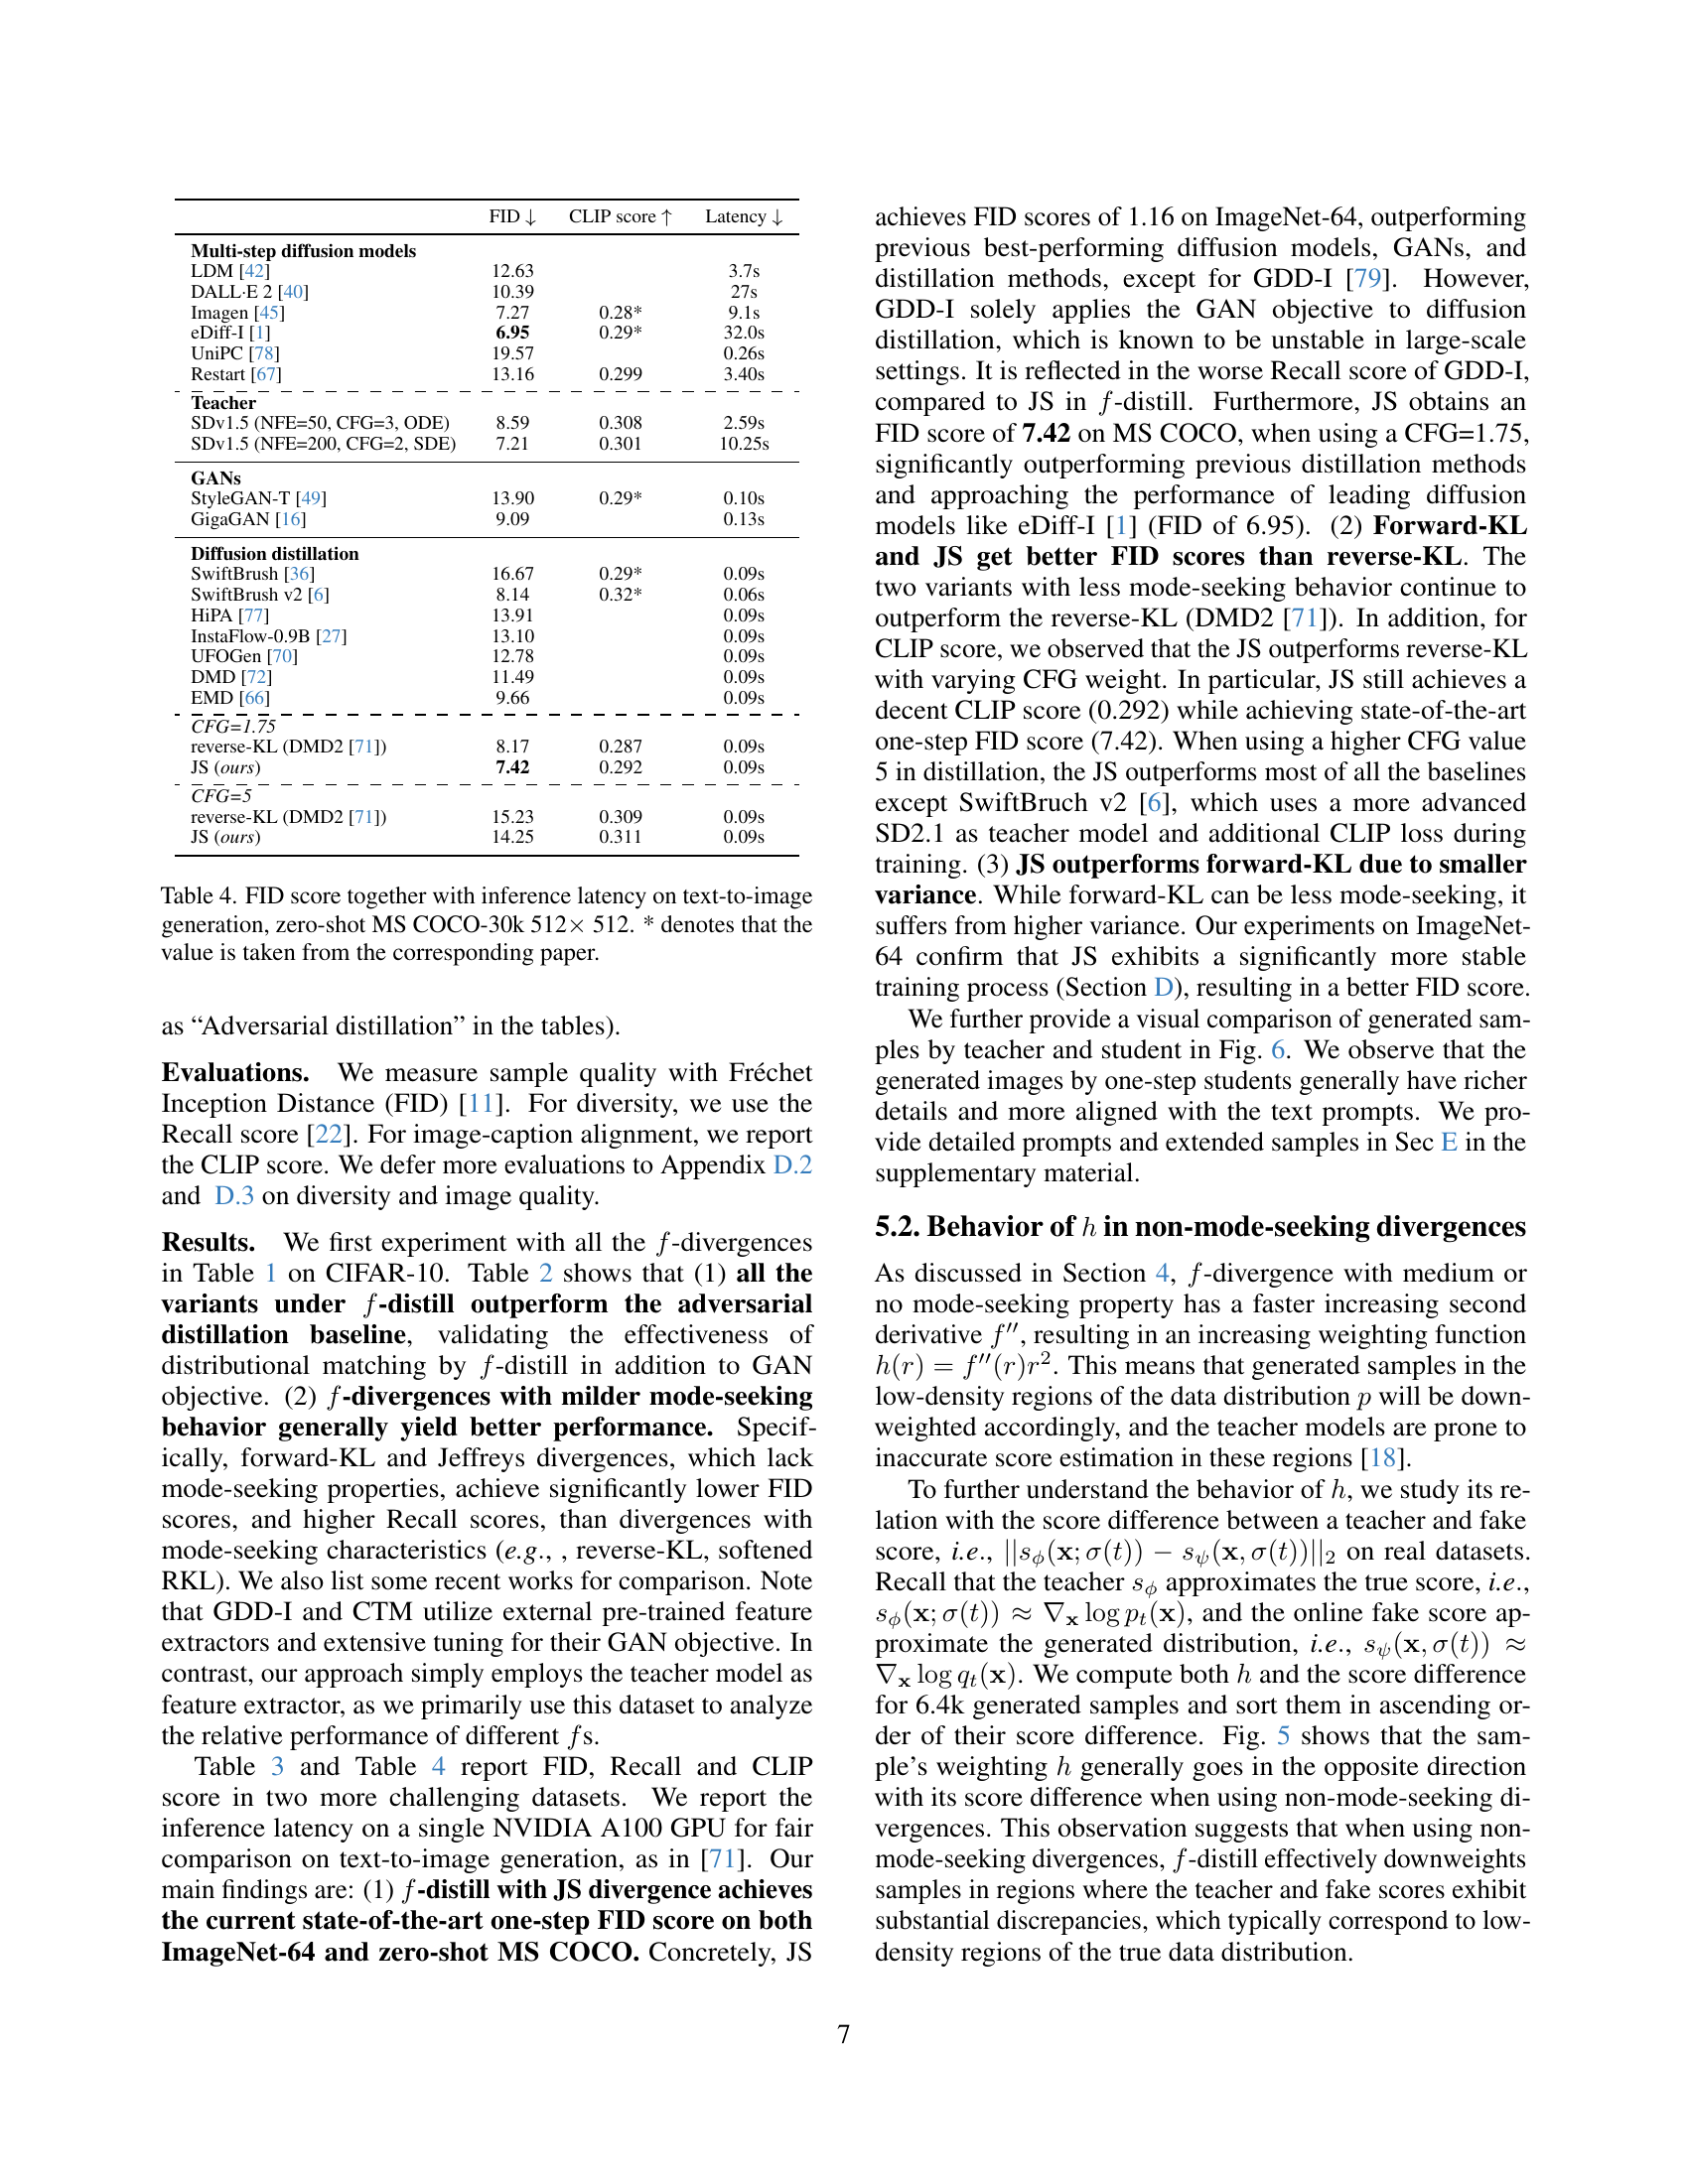 FID ↓ CLIP score ↑ Latency ↓
Multi-step diffusion models
LDM [42] 12.63 3.7s
DALL·E 2 [40] 10.39 27s
Imagen [45] 7.27 0.28* 9.1s
eDiff-I [1] 6.95 0.29* 32.0s
UniPC [78] 19.57 0.26s
Restart [67] 13.16 0.299 3.40s
Teacher
SDv1.5 (NFE=50, CFG=3, ODE) 8.59 0.308 2.59s
SDv1.5 (NFE=200, CFG=2, SDE) 7.21 0.301 10.25s
GANs
StyleGAN-T [49] 13.90 0.29* 0.10s
GigaGAN [16] 9.09 0.13s
Diffusion distillation
SwiftBrush [36] 16.67 0.29* 0.09s
SwiftBrush v2 [6] 8.14 0.32* 0.06s
HiPA [77] 13.91 0.09s
InstaFlow-0.9B [27] 13.10 0.09s
UFOGen [70] 12.78 0.09s
DMD [72] 11.49 0.09s
EMD [66] 9.66 0.09s
CFG=1.75
reverse-KL (DMD2 [71]) 8.17 0.287 0.09s
JS (ours) 7.42 0.292 0.09s
CFG=5
reverse-KL (DMD2 [71]) 15.23 0.309 0.09s
JS (ours) 14.25 0.311 0.09s
Table 4. FID score together with inference latency on text-to-image
generation, zero-shot MS COCO-30k 512× 512. * denotes that the
value is taken from the corresponding paper.
as “Adversarial distillation” in the tables).
Evaluations. We measure sample quality with Fréchet
Inception Distance (FID) [11]. For diversity, we use the
Recall score [22]. For image-caption alignment, we report
the CLIP score. We defer more evaluations to Appendix D.2
and D.3 on diversity and image quality.
Results. We first experiment with all the f-divergences
in Table 1 on CIFAR-10. Table 2 shows that (1) all the
variants under f-distill outperform the adversarial
distillation baseline, validating the effectiveness of
distributional matching by f-distill in addition to GAN
objective. (2) f-divergences with milder mode-seeking
behavior generally yield better performance. Specif-
ically, forward-KL and Jeffreys divergences, which lack
mode-seeking properties, achieve significantly lower FID
scores, and higher Recall scores, than divergences with
mode-seeking characteristics (e.g., , reverse-KL, softened
RKL). We also list some recent works for comparison. Note
that GDD-I and CTM utilize external pre-trained feature
extractors and extensive tuning for their GAN objective. In
contrast, our approach simply employs the teacher model as
feature extractor, as we primarily use this dataset to analyze
the relative performance of different fs.
Table 3 and Table 4 report FID, Recall and CLIP
score in two more challenging datasets. We report the
inference latency on a single NVIDIA A100 GPU for fair
comparison on text-to-image generation, as in [71]. Our
main findings are: (1) f-distill with JS divergence achieves
the current state-of-the-art one-step FID score on both
ImageNet-64 and zero-shot MS COCO. Concretely, JS
achieves FID scores of 1.16 on ImageNet-64, outperforming
previous best-performing diffusion models, GANs, and
distillation methods, except for GDD-I [79]. However,
GDD-I solely applies the GAN objective to diffusion
distillation, which is known to be unstable in large-scale
settings. It is reflected in the worse Recall score of GDD-I,
compared to JS in f-distill. Furthermore, JS obtains an
FID score of 7.42 on MS COCO, when using a CFG=1.75,
significantly outperforming previous distillation methods
and approaching the performance of leading diffusion
models like eDiff-I [1] (FID of 6.95). (2) Forward-KL
and JS get better FID scores than reverse-KL. The
two variants with less mode-seeking behavior continue to
outperform the reverse-KL (DMD2 [71]). In addition, for
CLIP score, we observed that the JS outperforms reverse-KL
with varying CFG weight. In particular, JS still achieves a
decent CLIP score (0.292) while achieving state-of-the-art
one-step FID score (7.42). When using a higher CFG value
5 in distillation, the JS outperforms most of all the baselines
except SwiftBruch v2 [6], which uses a more advanced
SD2.1 as teacher model and additional CLIP loss during
training. (3) JS outperforms forward-KL due to smaller
variance. While forward-KL can be less mode-seeking, it
suffers from higher variance. Our experiments on ImageNet-
64 confirm that JS exhibits a significantly more stable
training process (Section D), resulting in a better FID score.
We further provide a visual comparison of generated sam-
ples by teacher and student in Fig. 6. We observe that the
generated images by one-step students generally have richer
details and more aligned with the text prompts. We pro-
vide detailed prompts and extended samples in Sec E in the
supplementary material.
5.2. Behavior of h in non-mode-seeking divergences
As discussed in Section 4, f-divergence with medium or
no mode-seeking property has a faster increasing second
derivative f″, resulting in an increasing weighting function
h(r) = f″(r)r². This means that generated samples in the
low-density regions of the data distribution p will be down-
weighted accordingly, and the teacher models are prone to
inaccurate score estimation in these regions [18].
To further understand the behavior of h, we study its re-
lation with the score difference between a teacher and fake
score, i.e., ||s_ϕ(x; σ(t)) − s_ψ(x, σ(t))||₂ on real datasets.
Recall that the teacher s_ϕ approximates the true score, i.e.,
s_ϕ(x; σ(t)) ≈ ∇ₓ log pₜ(x), and the online fake score ap-
proximate the generated distribution, i.e., s_ψ(x, σ(t)) ≈
∇ₓ log qₜ(x). We compute both h and the score difference
for 6.4k generated samples and sort them in ascending or-
der of their score difference. Fig. 5 shows that the sam-
ple’s weighting h generally goes in the opposite direction
with its score difference when using non-mode-seeking di-
vergences. This observation suggests that when using non-
mode-seeking divergences, f-distill effectively downweights
samples in regions where the teacher and fake scores exhibit
substantial discrepancies, which typically correspond to low-
density regions of the true data distribution.
7